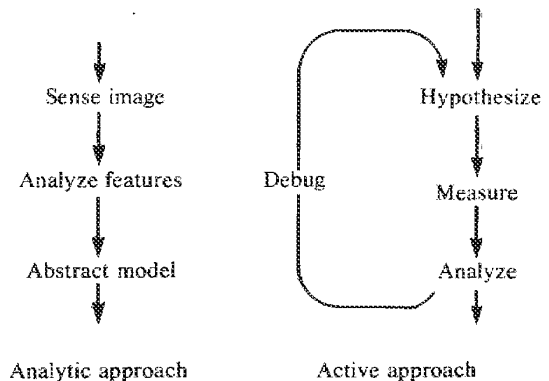 Sense image
Analyze features
Abstract model
Analytic approach
Hypothesize
Debug
Measure
Analyze
Active approach